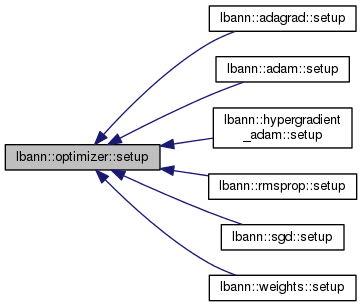 lbann::adagrad::setup
lbann::adam::setup
lbann::hypergradient
_adam::setup
lbann::optimizer::setup
lbann::rmsprop::setup
lbann::sgd::setup
lbann::weights::setup